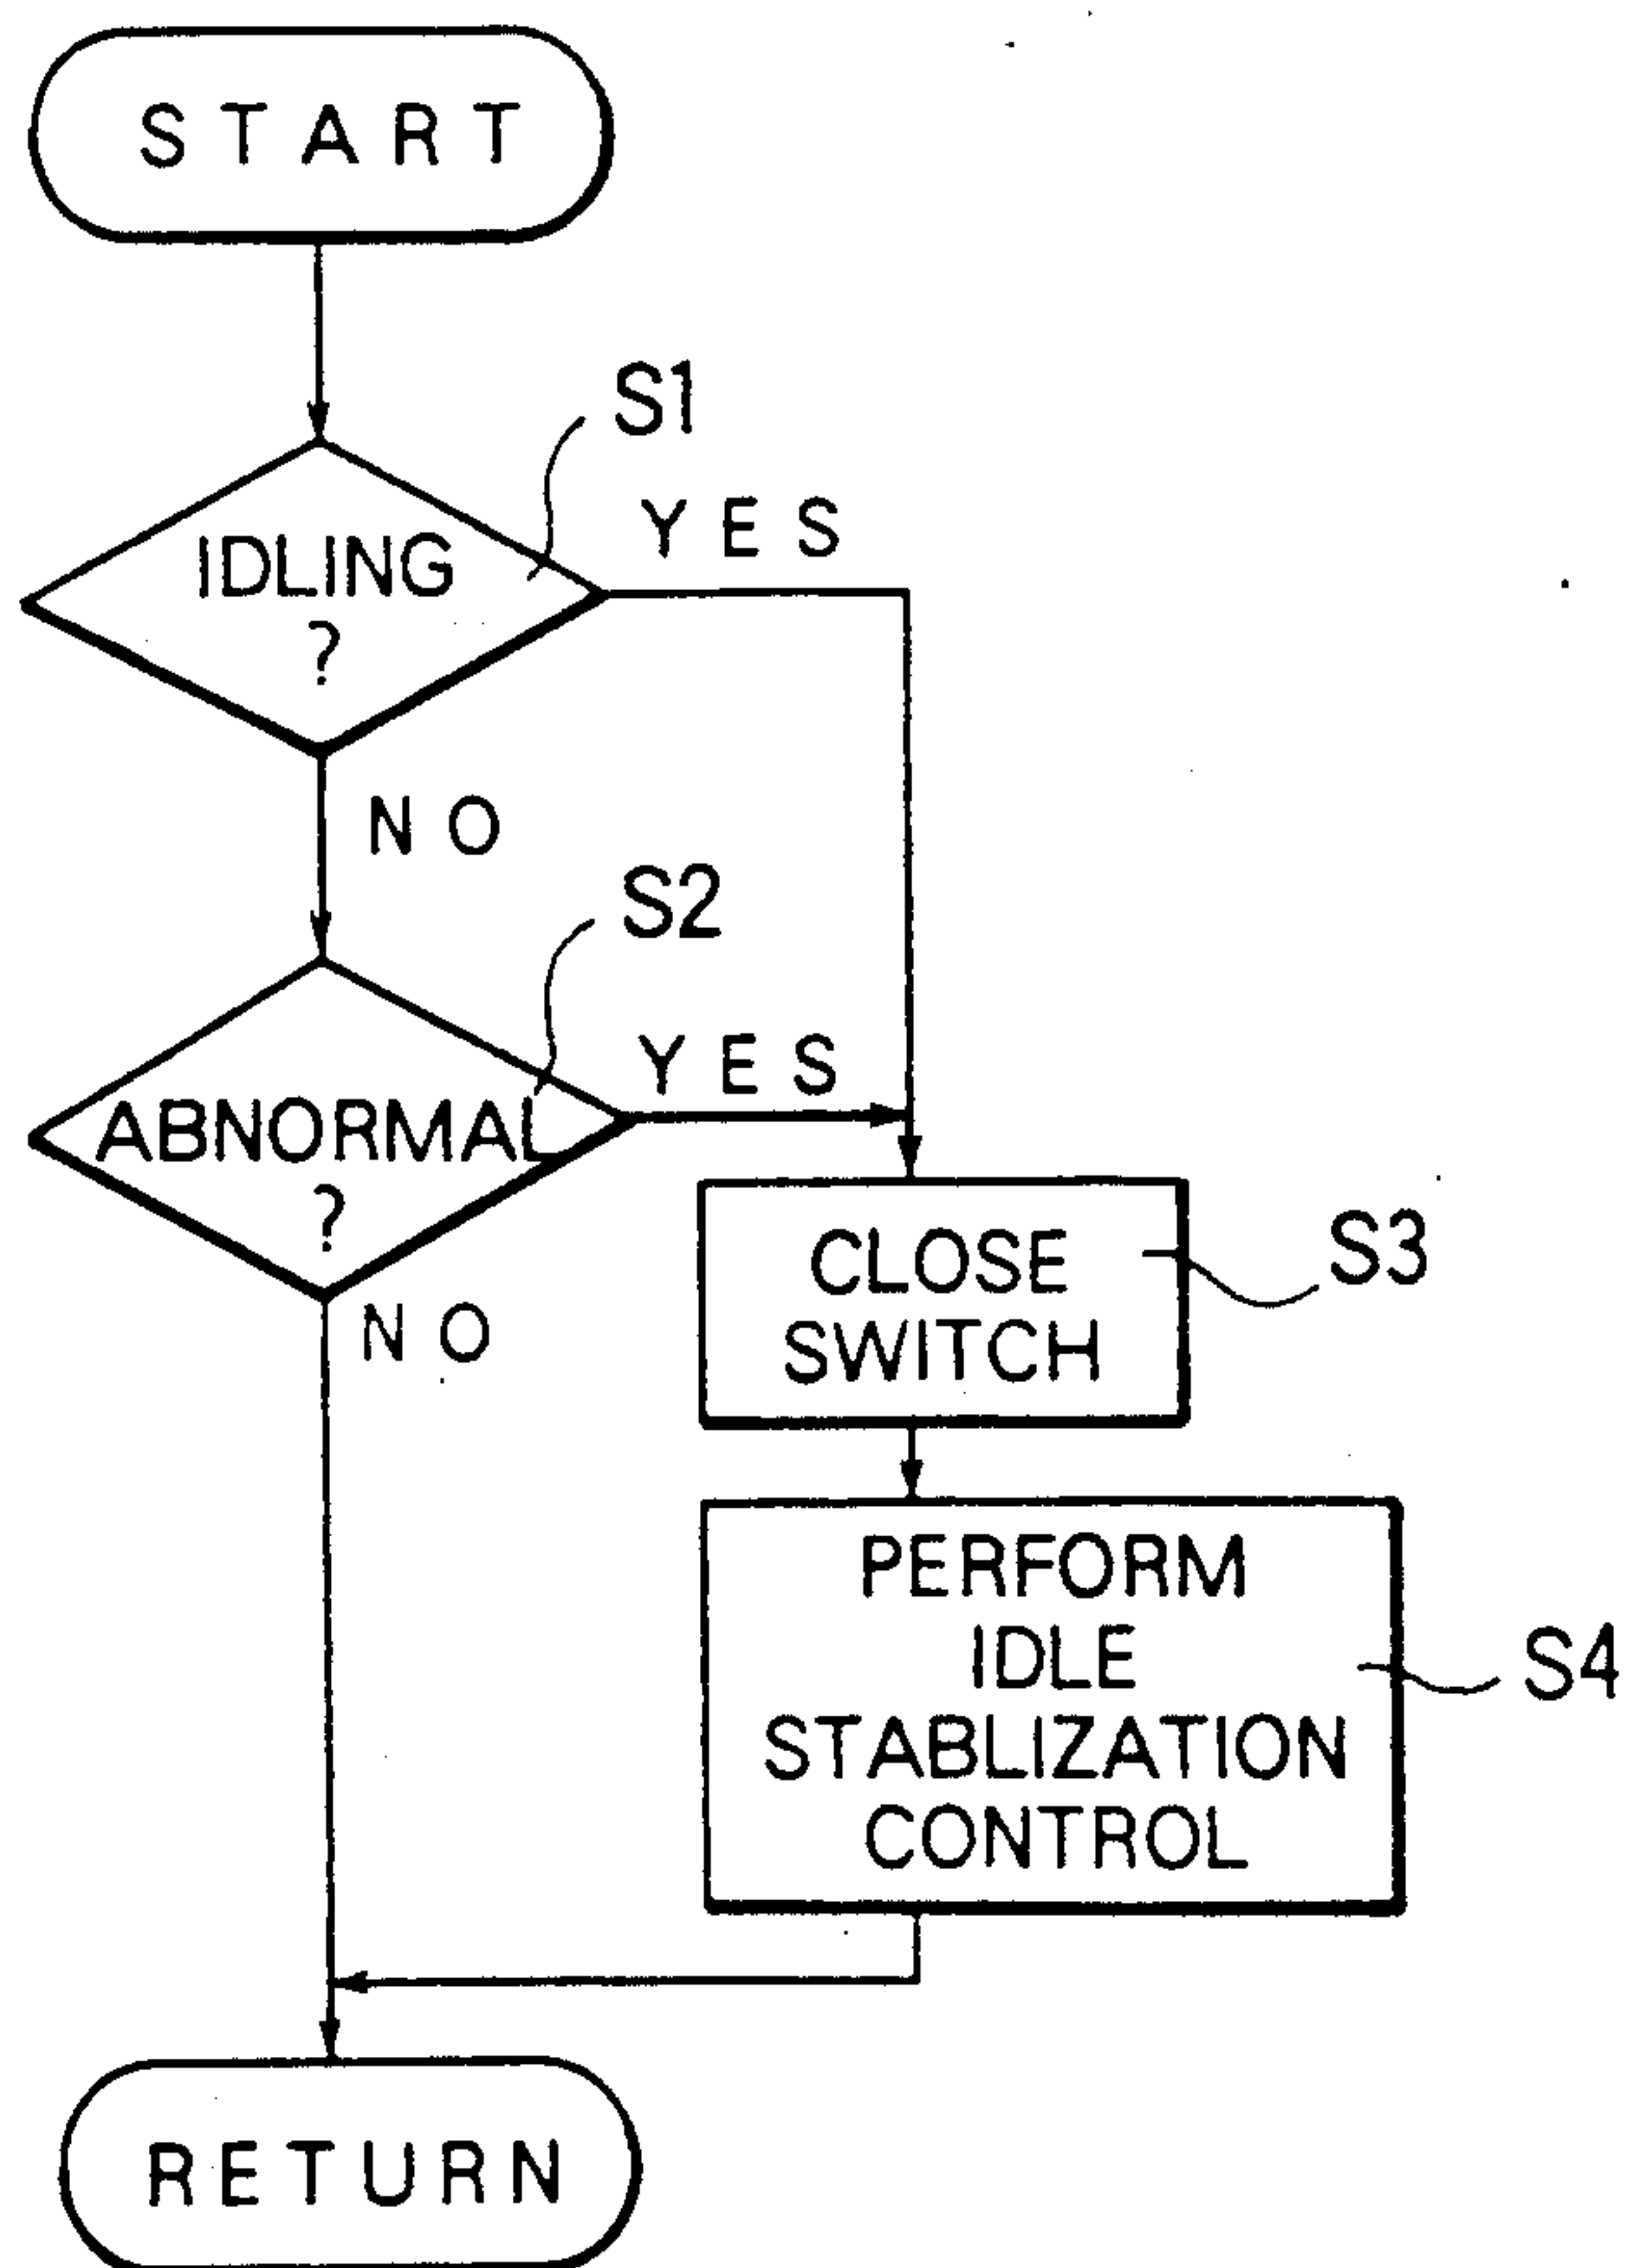 START
S1
YES
IDLING
?
NO
S2
YES
ABNORMAL
?
NO
CLOSE
SWITCH
S3
PERFORM
IDLE
STABLIZATION
CONTROL
S4
RETURN